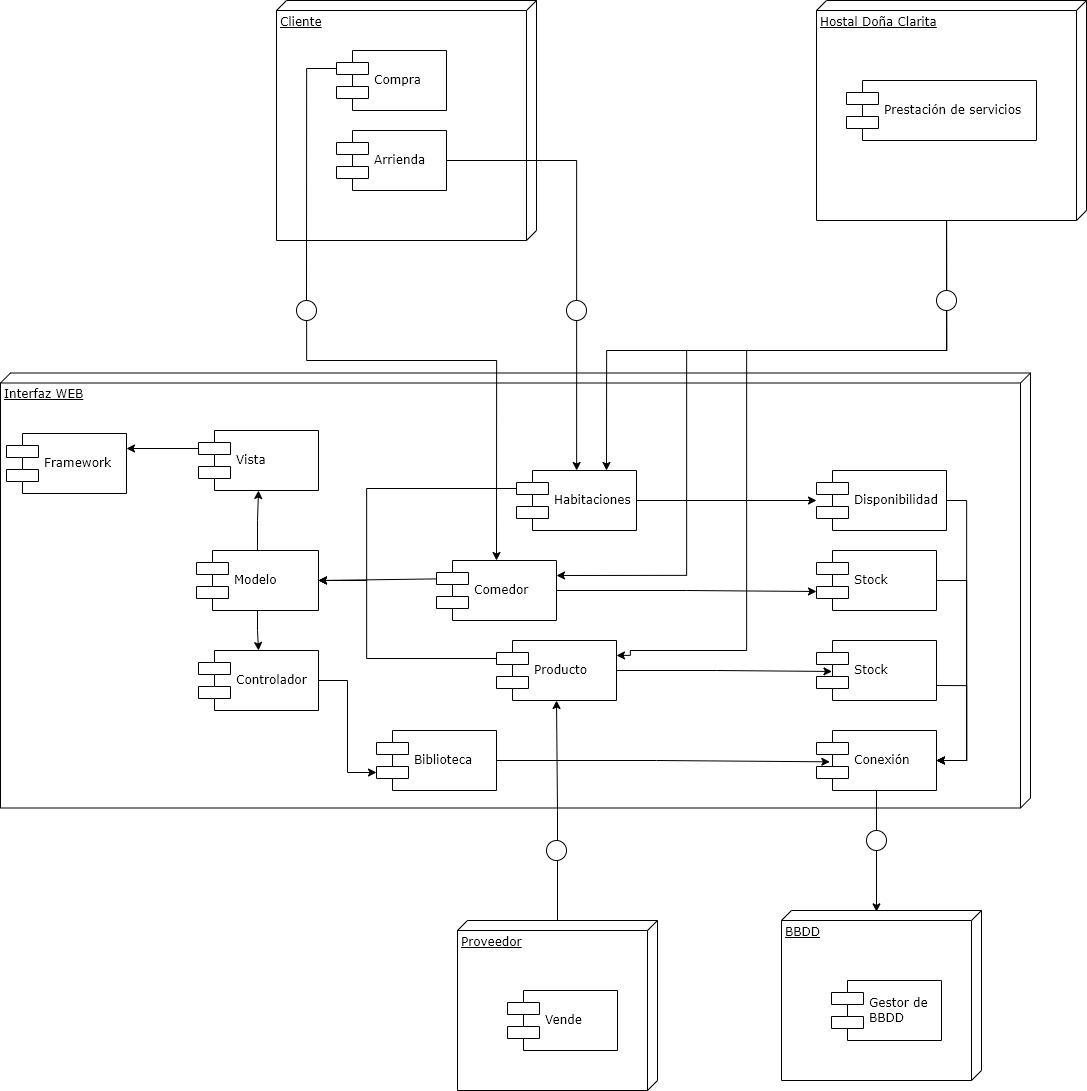 Cliente
Compra
Arrienda
Hostal Doña Clarita
Prestación de servicios
Interfaz WEB
Framework
Vista
Habitaciones
Disponibilidad
Modelo
Comedor
Stock
Controlador
Producto
Stock
Biblioteca
Conexión
Proveedor
Vende
BBDD
Gestor de
BBDD